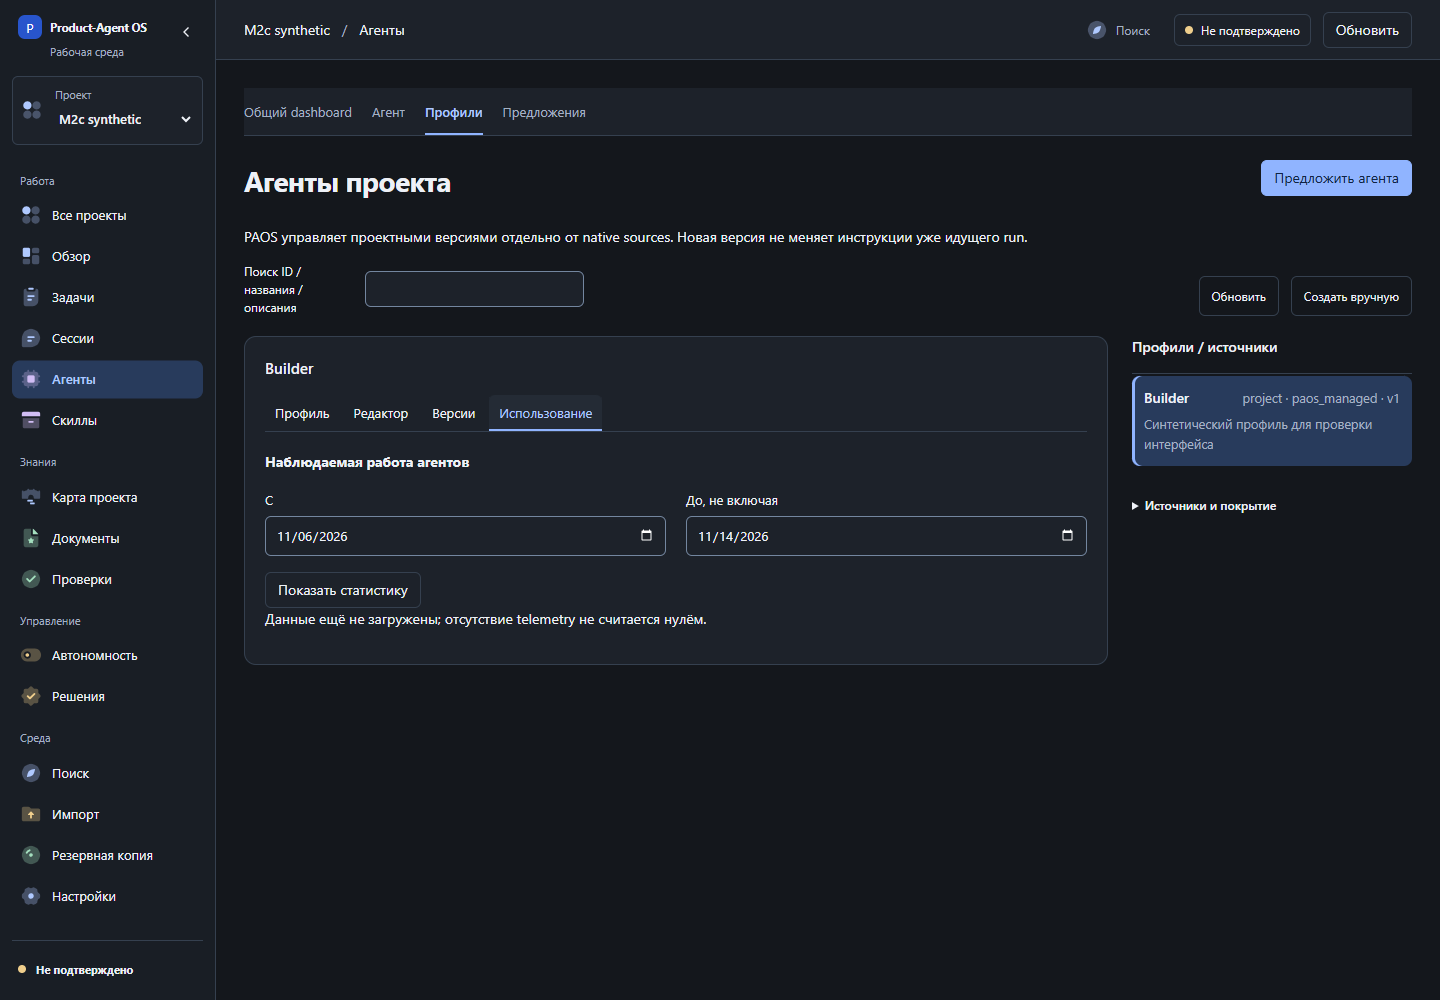 P
Product-Agent OS
Рабочая среда
Проект
M2c synthetic
Работа
Все проекты
Обзор
Задачи
Сессии
Агенты
Скиллы
Знания
Карта проекта
Документы
Проверки
Управление
Автономность
Решения
Среда
Поиск
Импорт
Резервная копия
Настройки
Не подтверждено
M2c synthetic / Агенты
Поиск
Не подтверждено
Обновить
Общий dashboard
Агент
Профили
Предложения
Агенты проекта
Предложить агента
PAOS управляет проектными версиями отдельно от native sources. Новая версия не меняет инструкции уже идущего run.
Поиск ID /
названия /
описания
Обновить
Создать вручную
Builder
Профиль
Редактор
Версии
Использование
Наблюдаемая работа агентов
С
До, не включая
11/06/2026
11/14/2026
Показать статистику
Данные ещё не загружены; отсутствие telemetry не считается нулём.
Профили / источники
Builder
project · paos_managed · v1
Синтетический профиль для проверки
интерфейса
Источники и покрытие